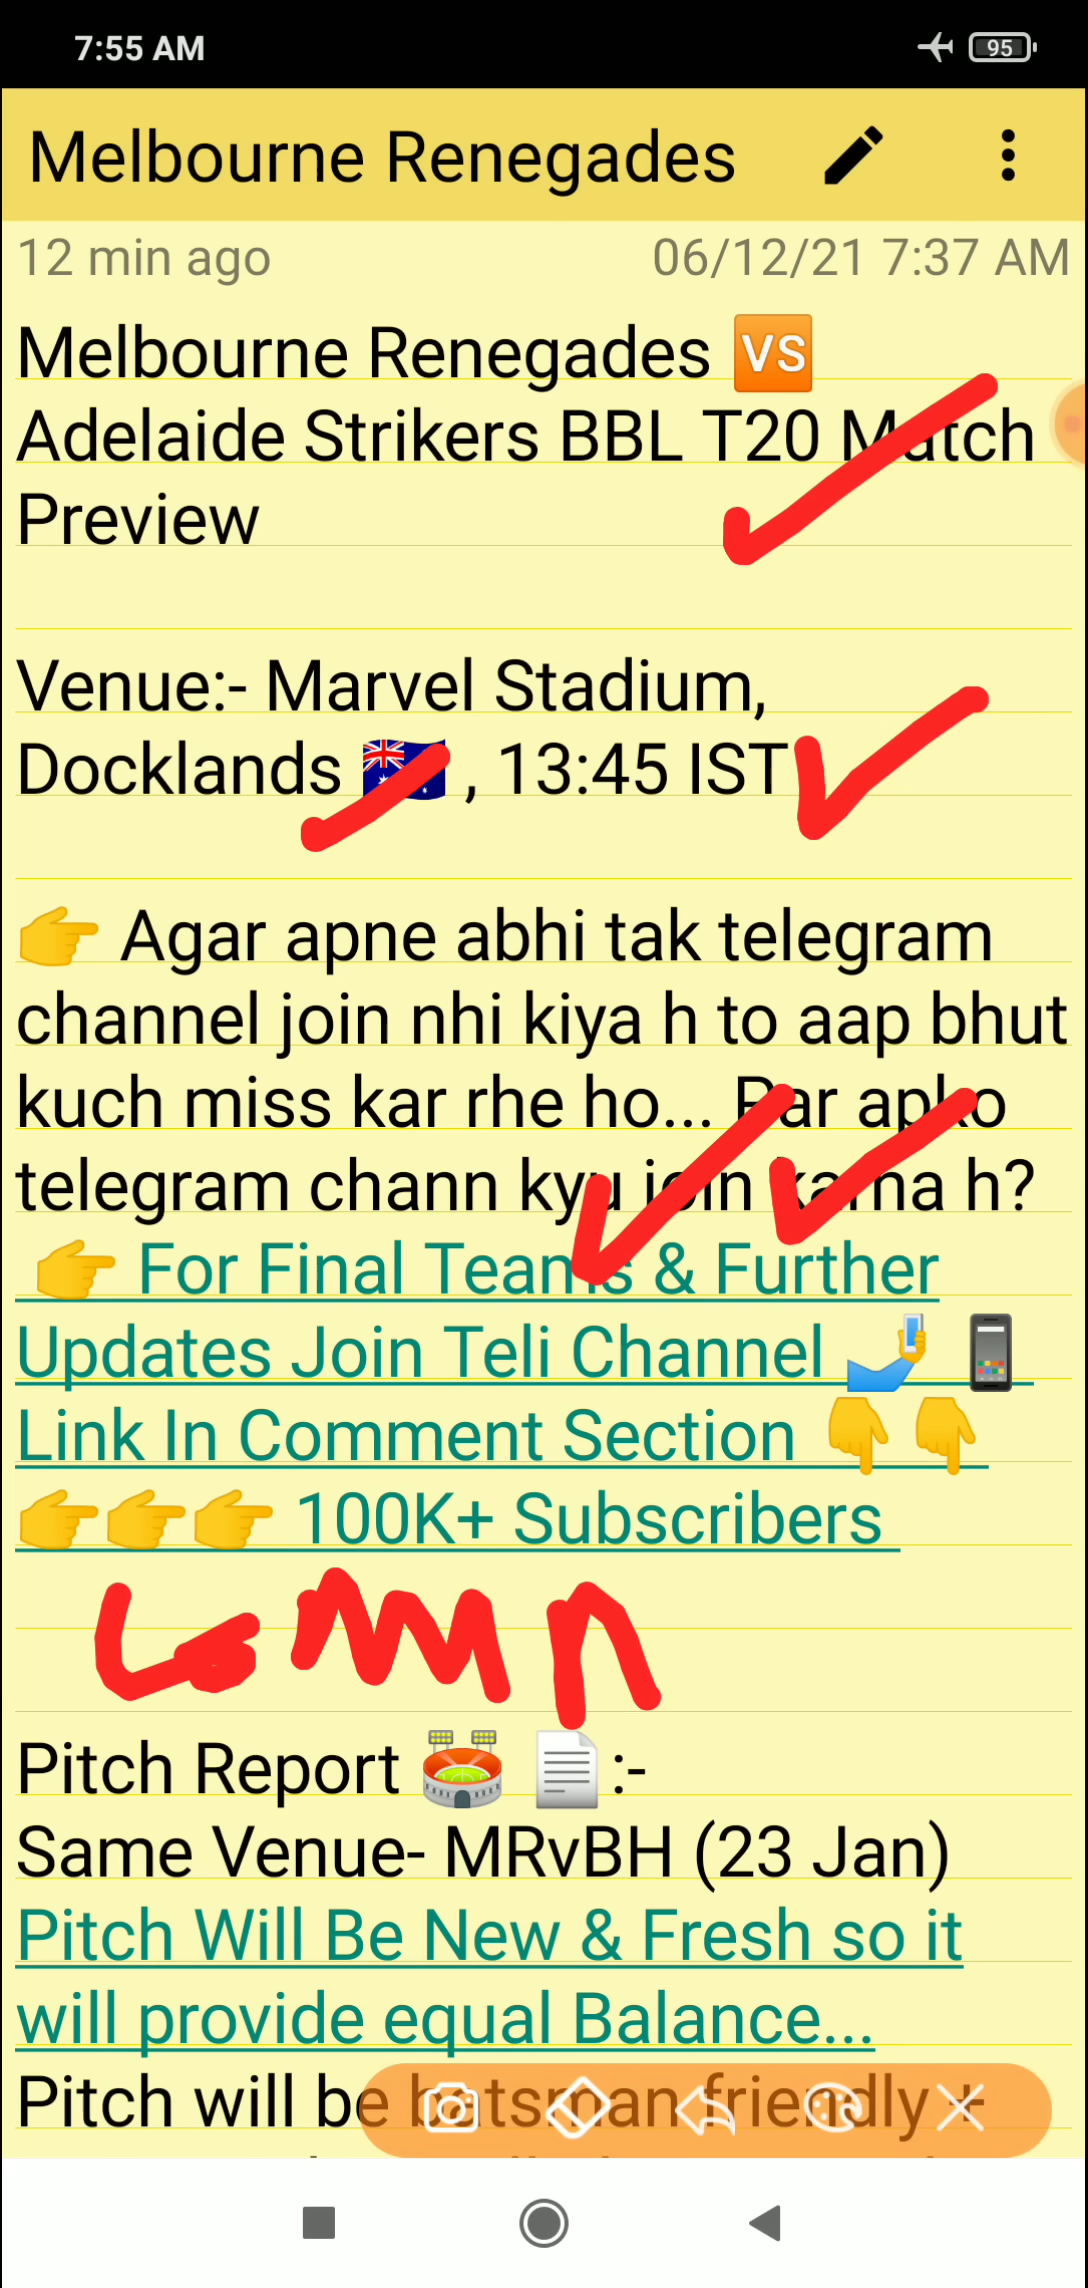 7:55 AM
95
Melbourne Renegades
12 min ago 06/12/21 7:37 AM
Melbourne Renegades 🆚
Adelaide Strikers BBL T20 Match
Preview
Venue:- Marvel Stadium,
Docklands 🇦🇺 , 13:45 IST
👉 Agar apne abhi tak telegram
channel join nhi kiya h to aap bhut
kuch miss kar rhe ho... Par apko
telegram chann kyu join karna h?
👉 For Final Teams & Further
Updates Join Teli Channel 🤳 📱
Link In Comment Section 👇👇
👉👉👉 100K+ Subscribers
Pitch Report 🏟 📄:-
Same Venue- MRvBH (23 Jan)
Pitch Will Be New & Fresh so it
will provide equal Balance...
Pitch will be batsman friendly +